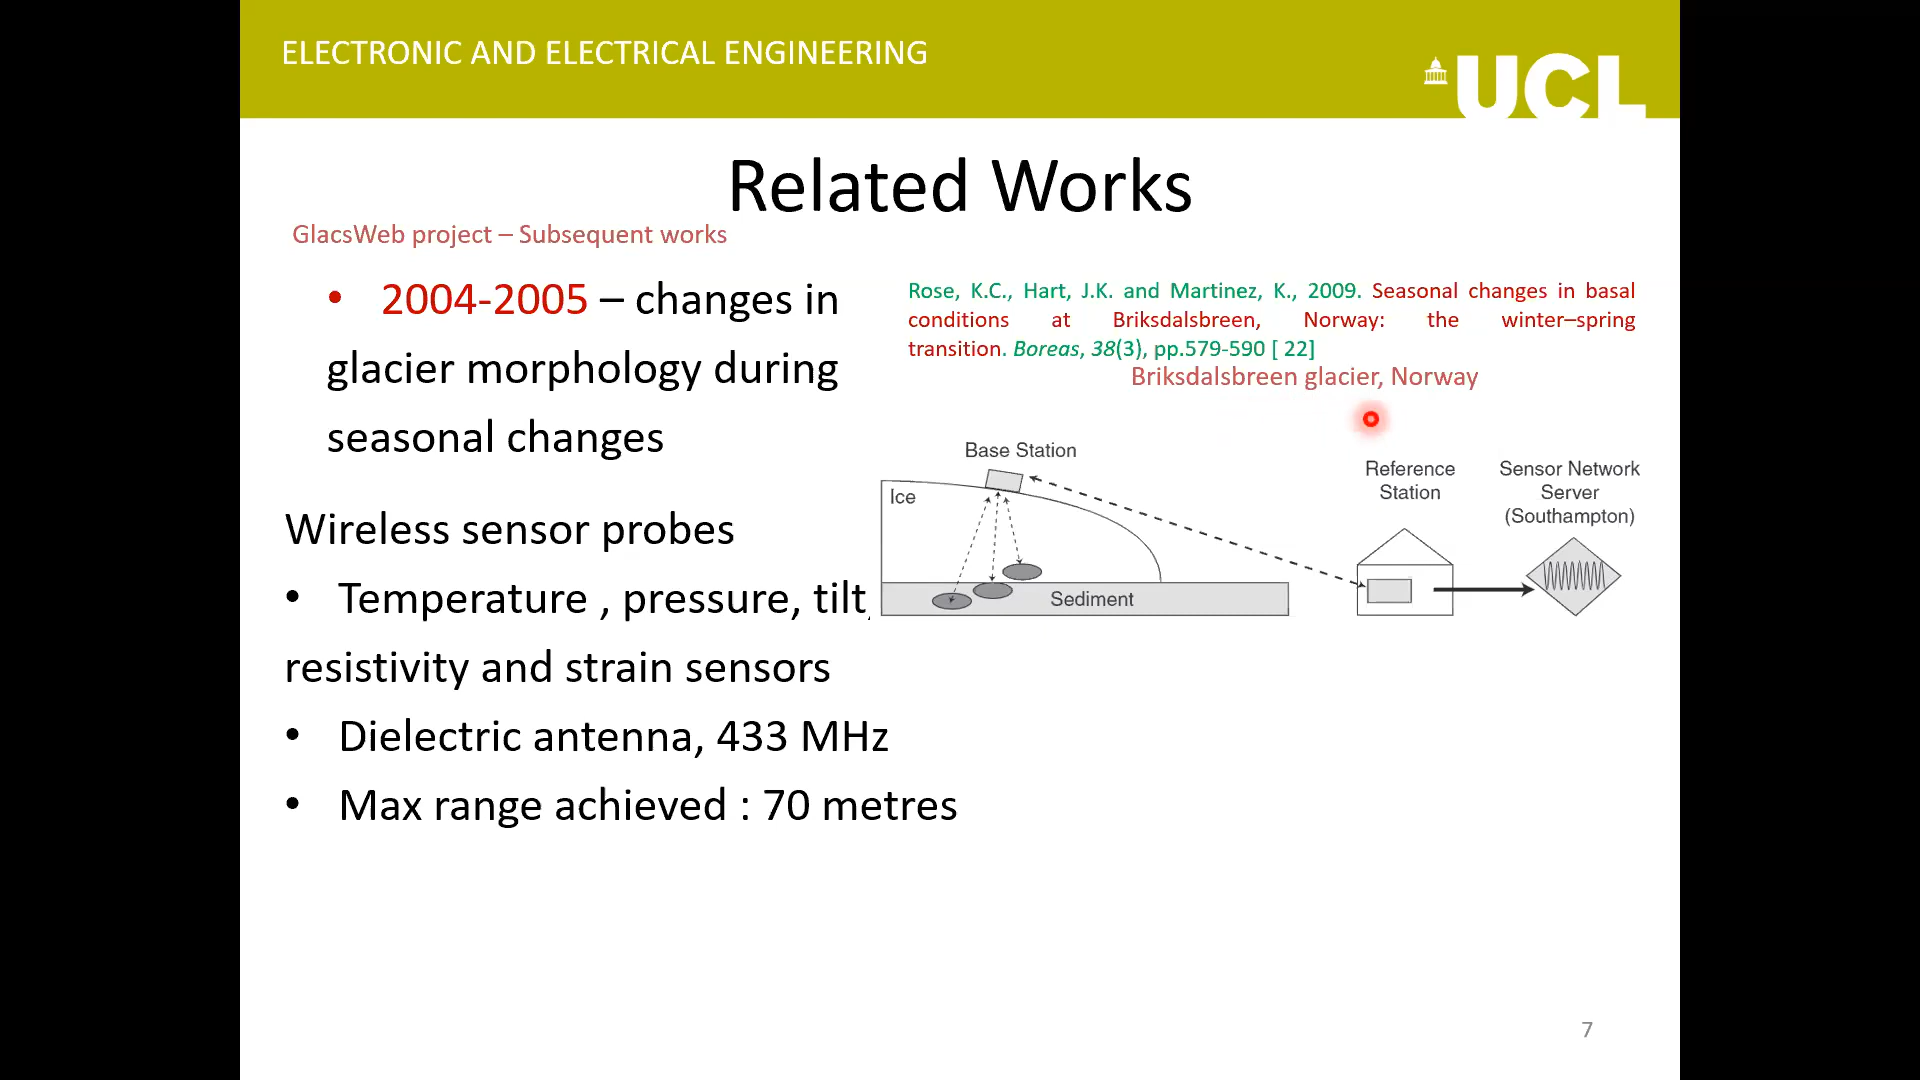 ELECTRONIC AND ELECTRICAL ENGINEERING
UCL
Related Works
GlacsWeb project – Subsequent works
• 2004-2005 – changes in
glacier morphology during
seasonal changes
Wireless sensor probes
• Temperature , pressure, tilt,
resistivity and strain sensors
• Dielectric antenna, 433 MHz
• Max range achieved : 70 metres
Rose, K.C., Hart, J.K. and Martinez, K., 2009. Seasonal changes in basal
conditions at Briksdalsbreen, Norway: the winter–spring
transition. Boreas, 38(3), pp.579-590 [ 22]
Briksdalsbreen glacier, Norway
Base Station
Ice
Sediment
Reference
Station
Sensor Network
Server
(Southampton)
7